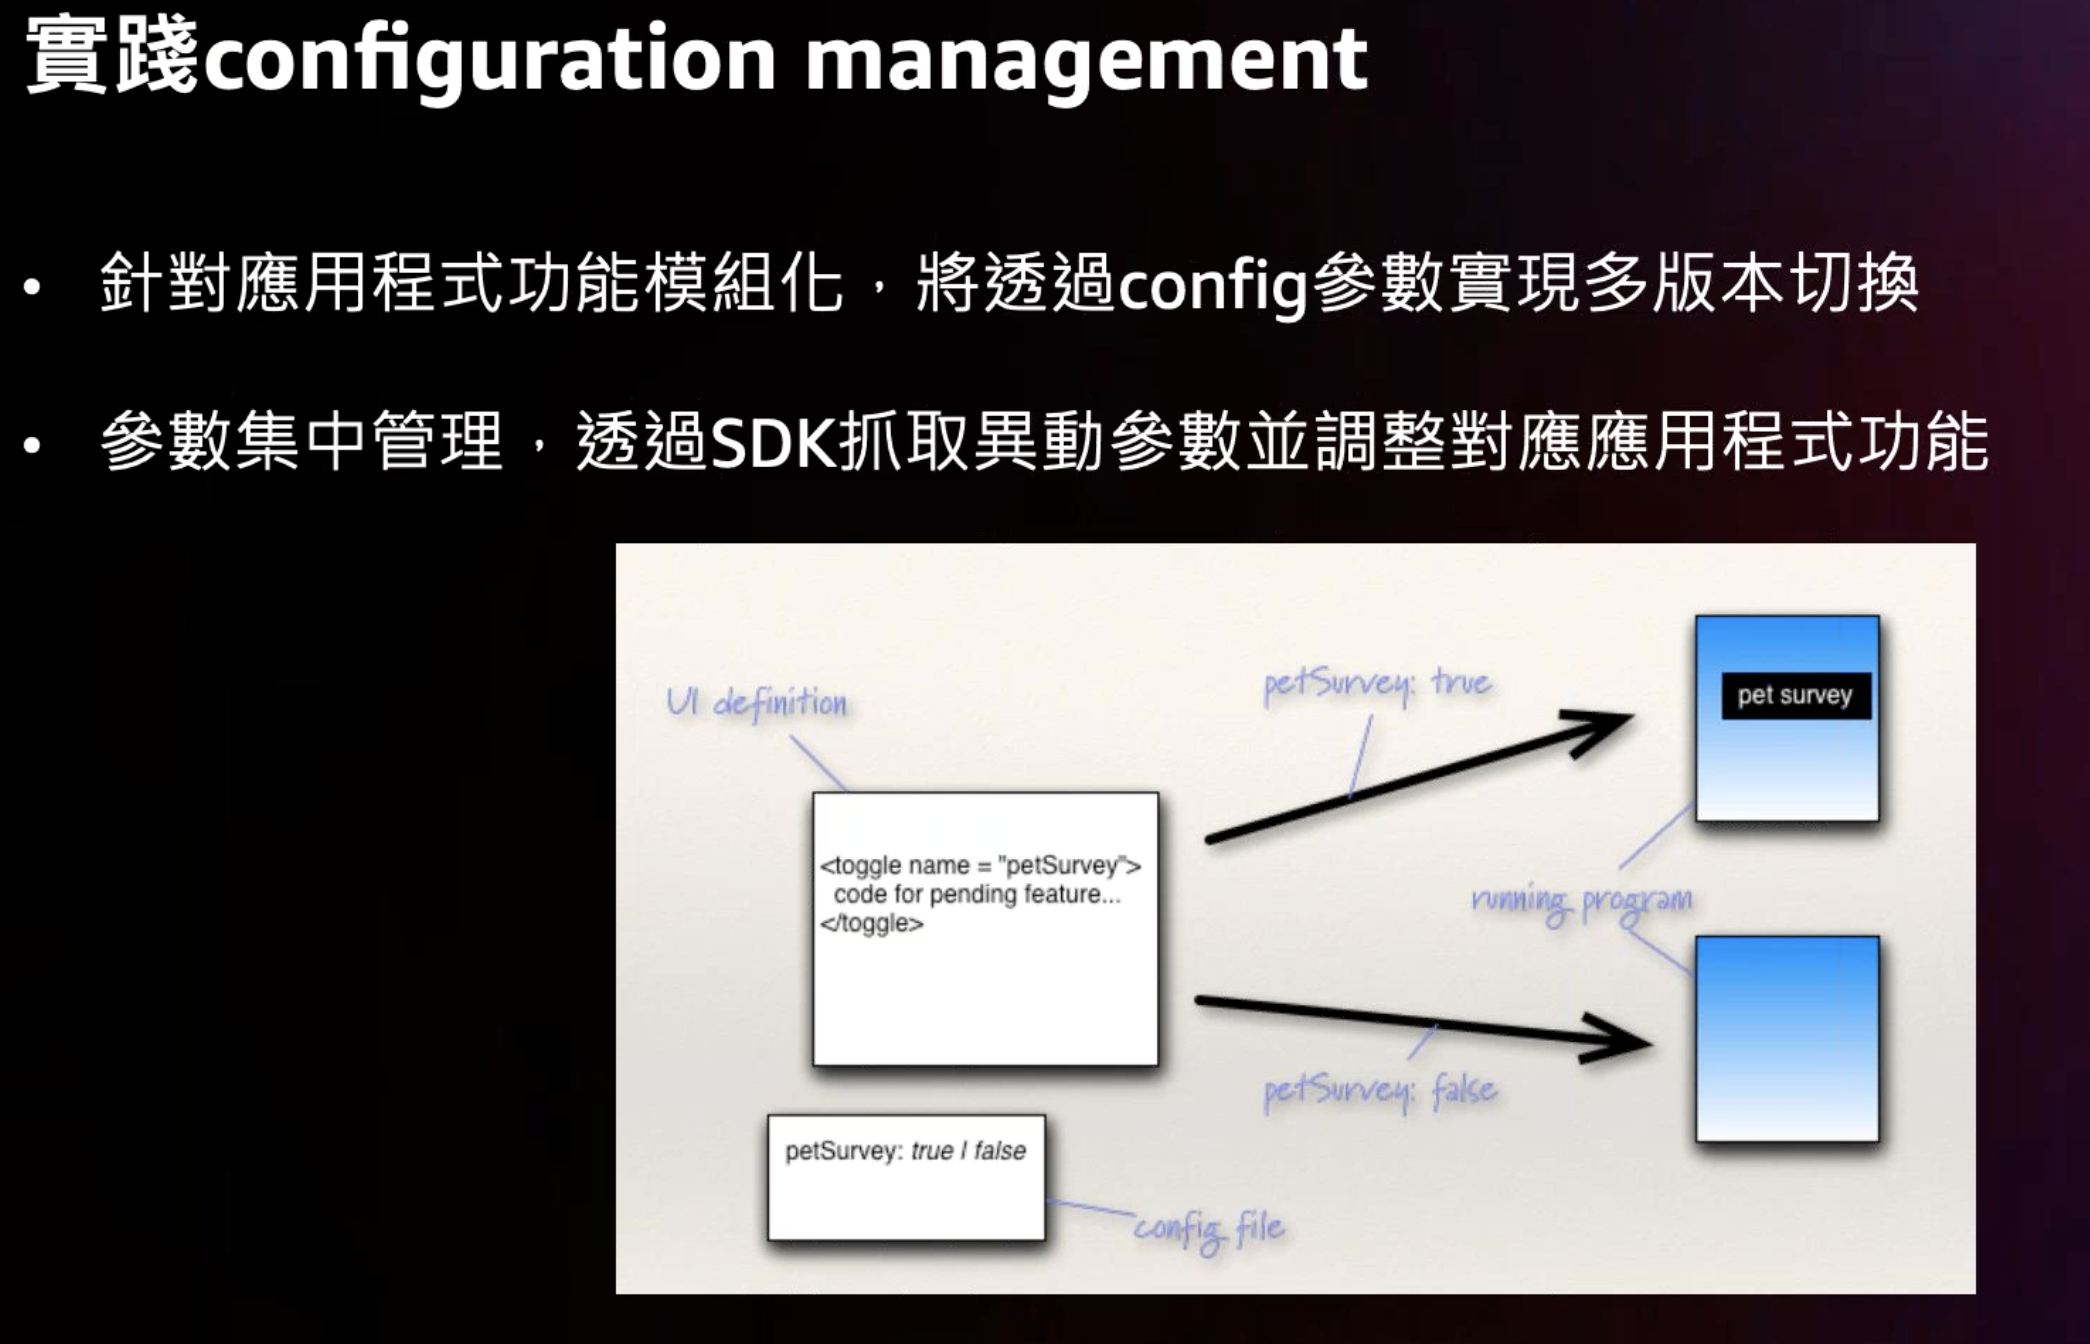 實踐configuration management
• 針對應用程式功能模組化，將透過config參數實現多版本切換
• 參數集中管理，透過SDK抓取異動參數並調整對應應用程式功能
UI definition
petSurvey: true
pet survey
<toggle name = "petSurvey">
code for pending feature...
</toggle>
running program
petSurvey: false
petSurvey: true | false
config file